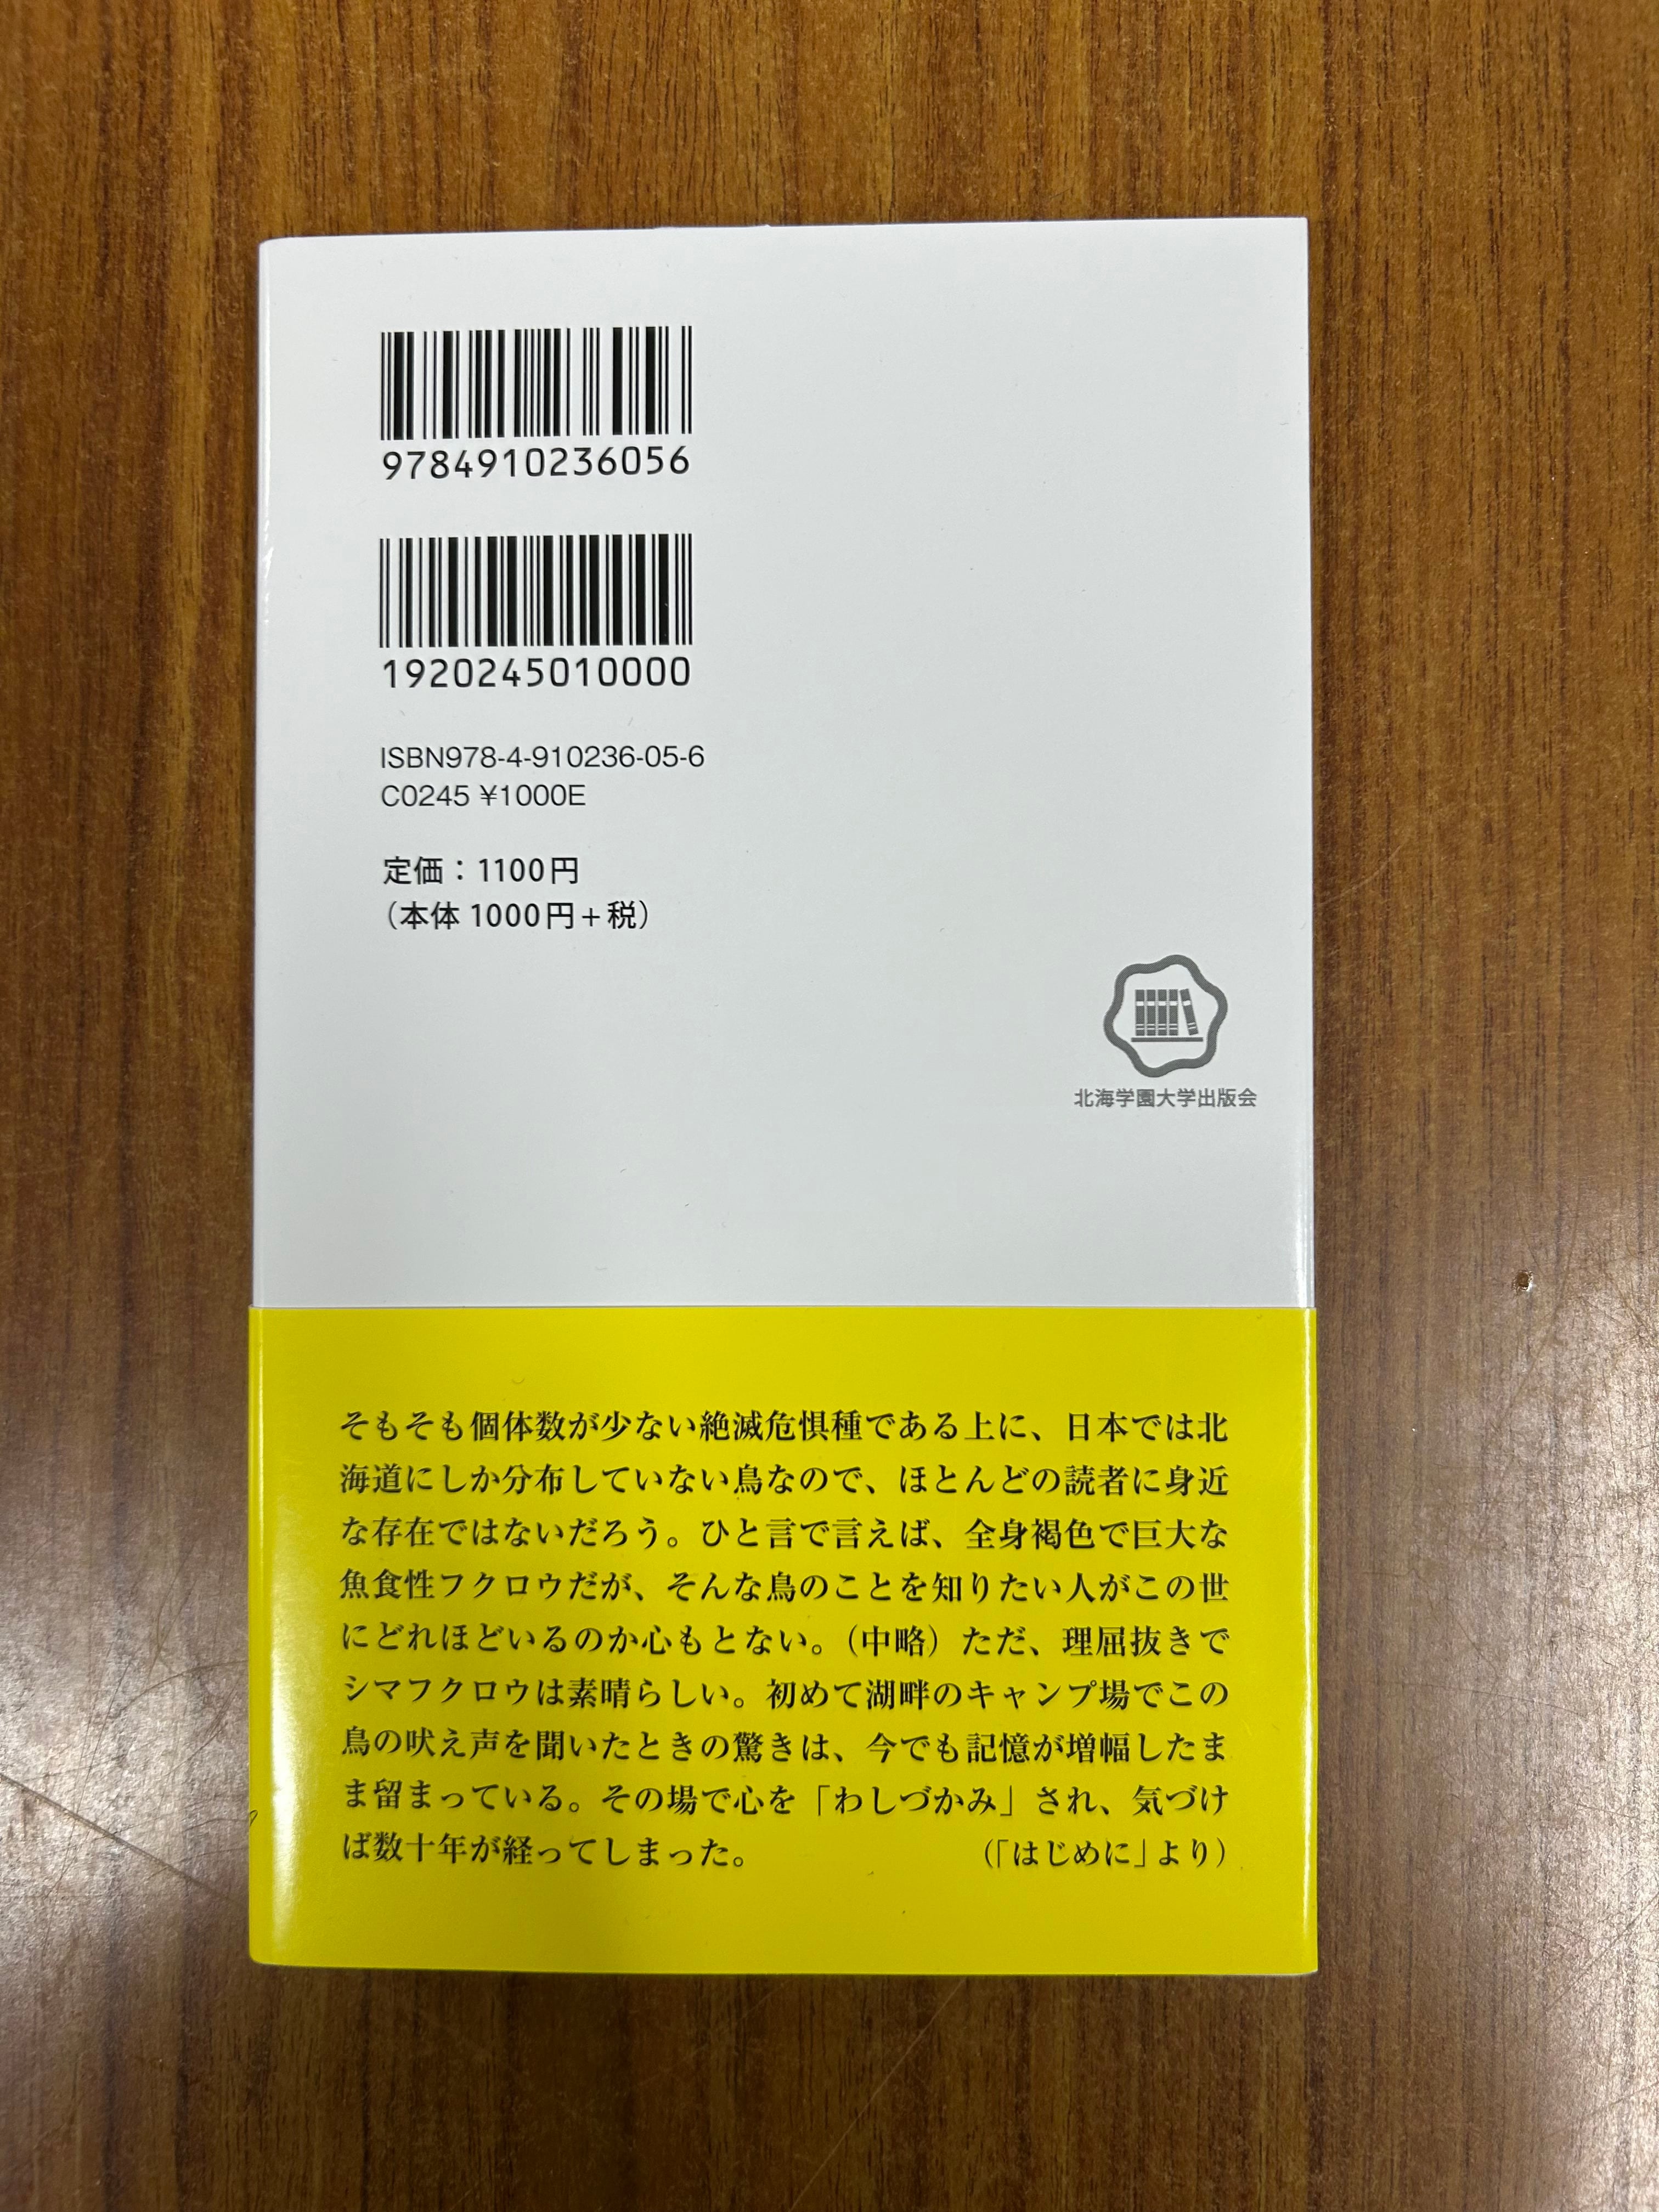 9784910236056
1920245010000
ISBN978-4-910236-05-6
C0245 ¥1000E
定価：1100円
（本体 1000円＋税）
北海学園大学出版会
そもそも個体数が少ない絶滅危惧種である上に、日本では北
海道にしか分布していない鳥なので、ほとんどの読者に身近
な存在ではないだろう。ひと言で言えば、全身褐色で巨大な
魚食性フクロウだが、そんな鳥のことを知りたい人がこの世
にどれほどいるのか心もとない。（中略）ただ、理屈抜きで
シマフクロウは素晴らしい。初めて湖畔のキャンプ場でこの
鳥の吠え声を聞いたときの驚きは、今でも記憶が増幅したま
ま留まっている。その場で心を「わしづかみ」され、気づけ
ば数十年が経ってしまった。　（「はじめに」より）